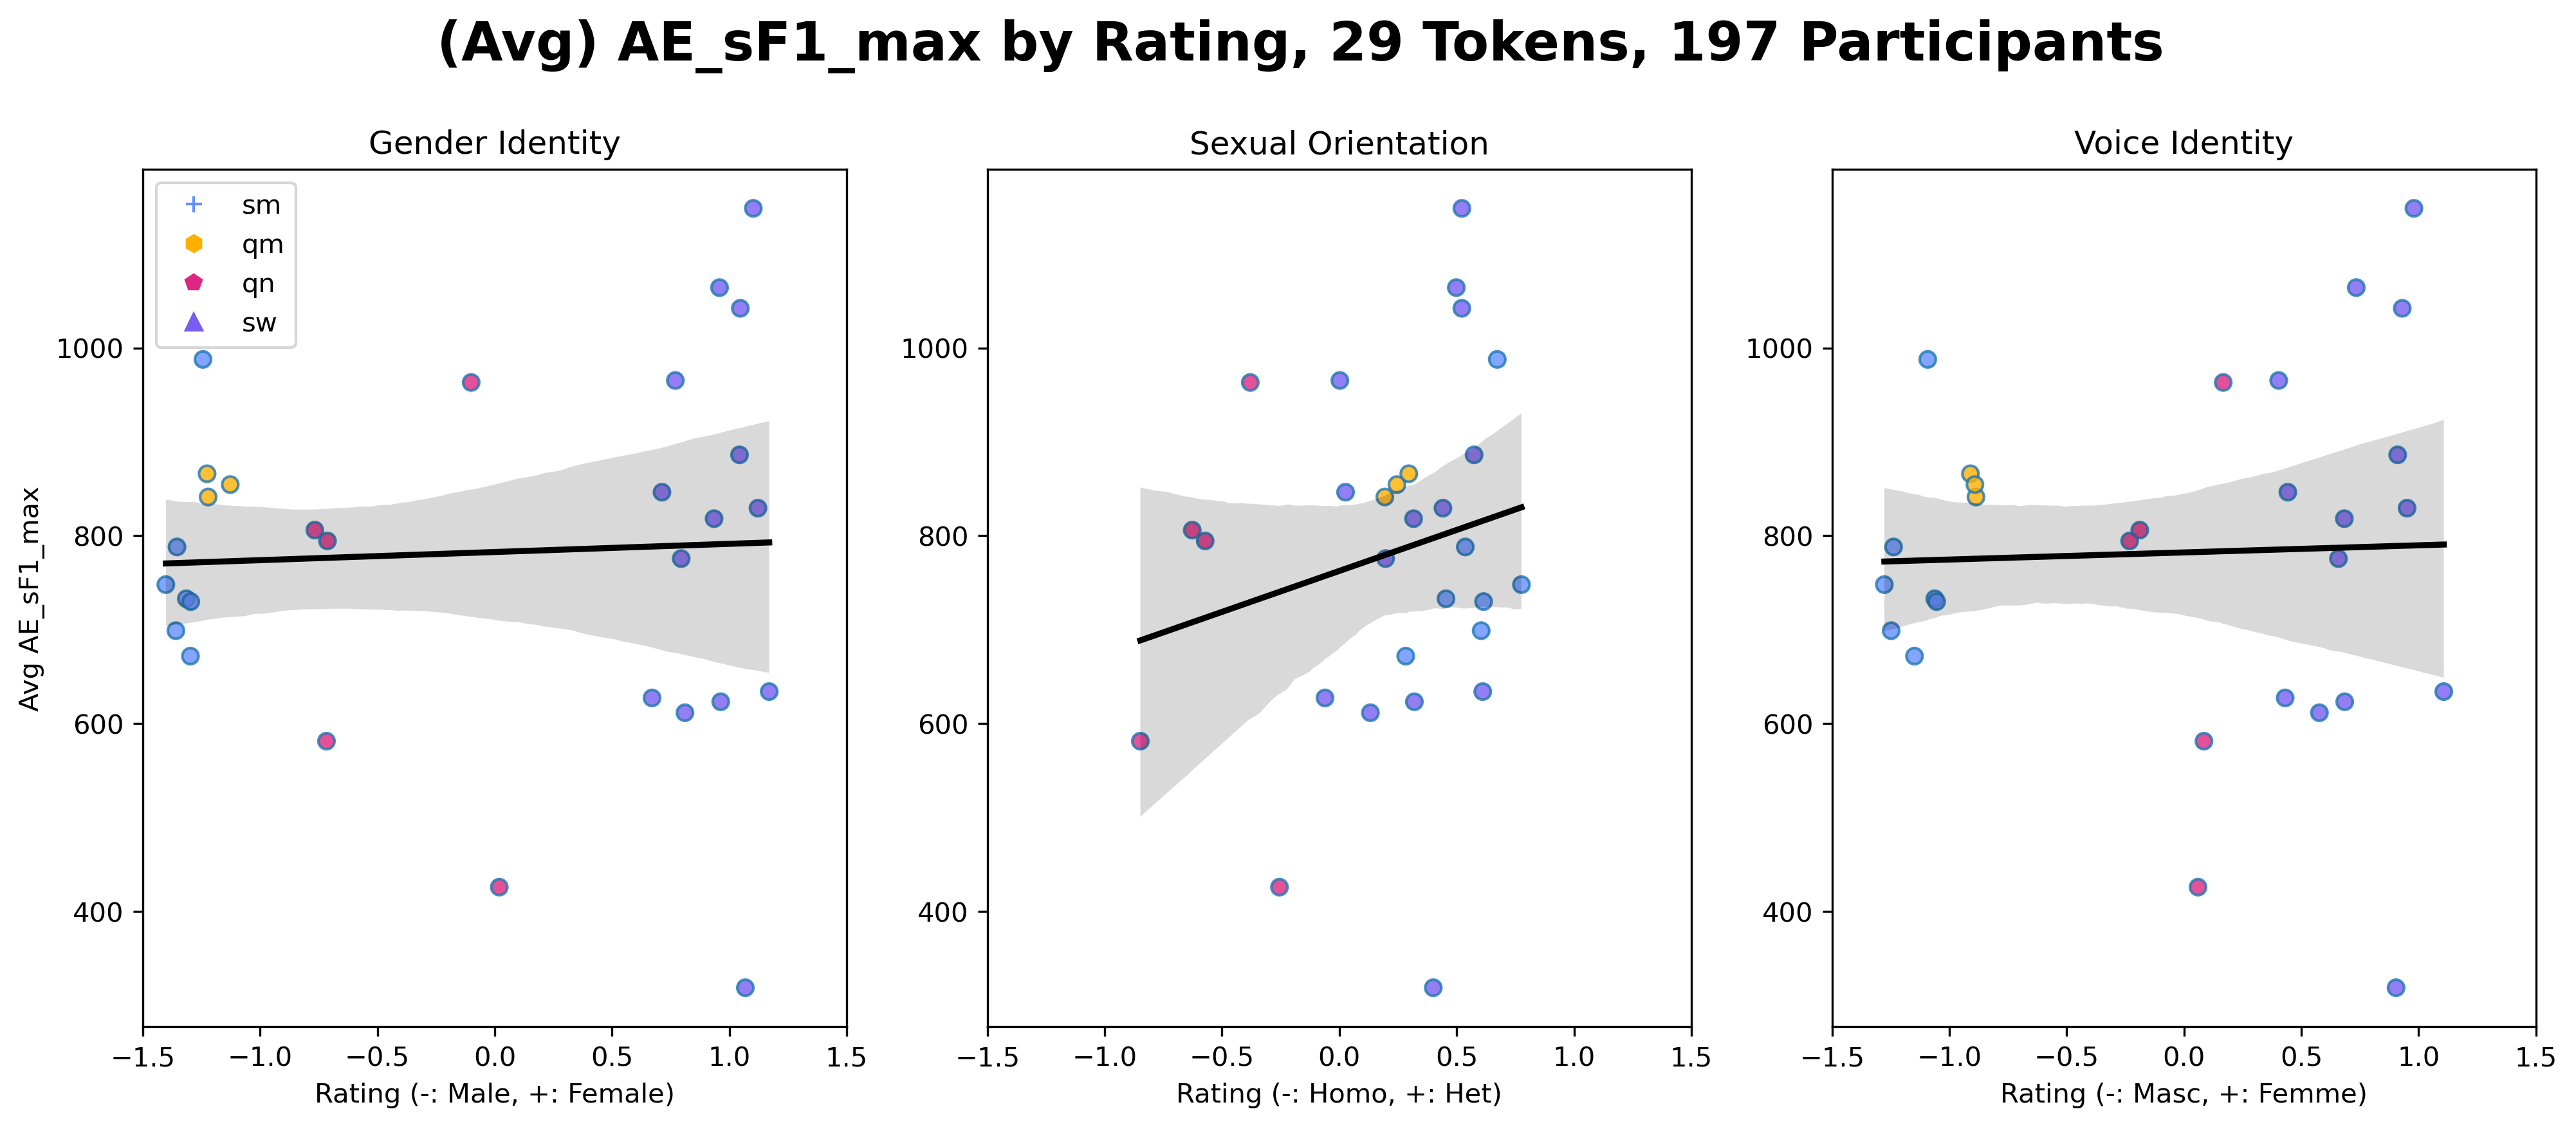 (Avg) AE_sF1_max by Rating, 29 Tokens, 197 Participants
Gender Identity
Sexual Orientation
Voice Identity
sm
qm
qn
sw
Avg AE_sF1_max
1000
800
600
400
−1.5
−1.0
−0.5
0.0
0.5
1.0
1.5
Rating (-: Male, +: Female)
1000
800
600
400
−1.5
−1.0
−0.5
0.0
0.5
1.0
1.5
Rating (-: Homo, +: Het)
1000
800
600
400
−1.5
−1.0
−0.5
0.0
0.5
1.0
1.5
Rating (-: Masc, +: Femme)